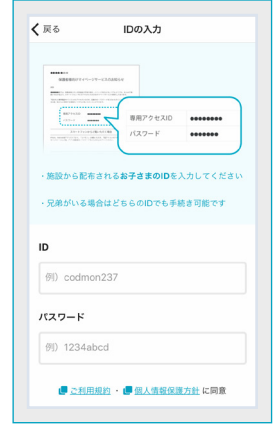 戻る IDの入力
専用アクセスID ●●●●●●●●
パスワード ●●●●●●●
・施設から配布されるお子さまのIDを入力してください
・兄弟がいる場合はどちらのIDでも手続き可能です
ID
例）codmon237
パスワード
例）1234abcd
ご利用規約 ・ 個人情報保護方針 に同意